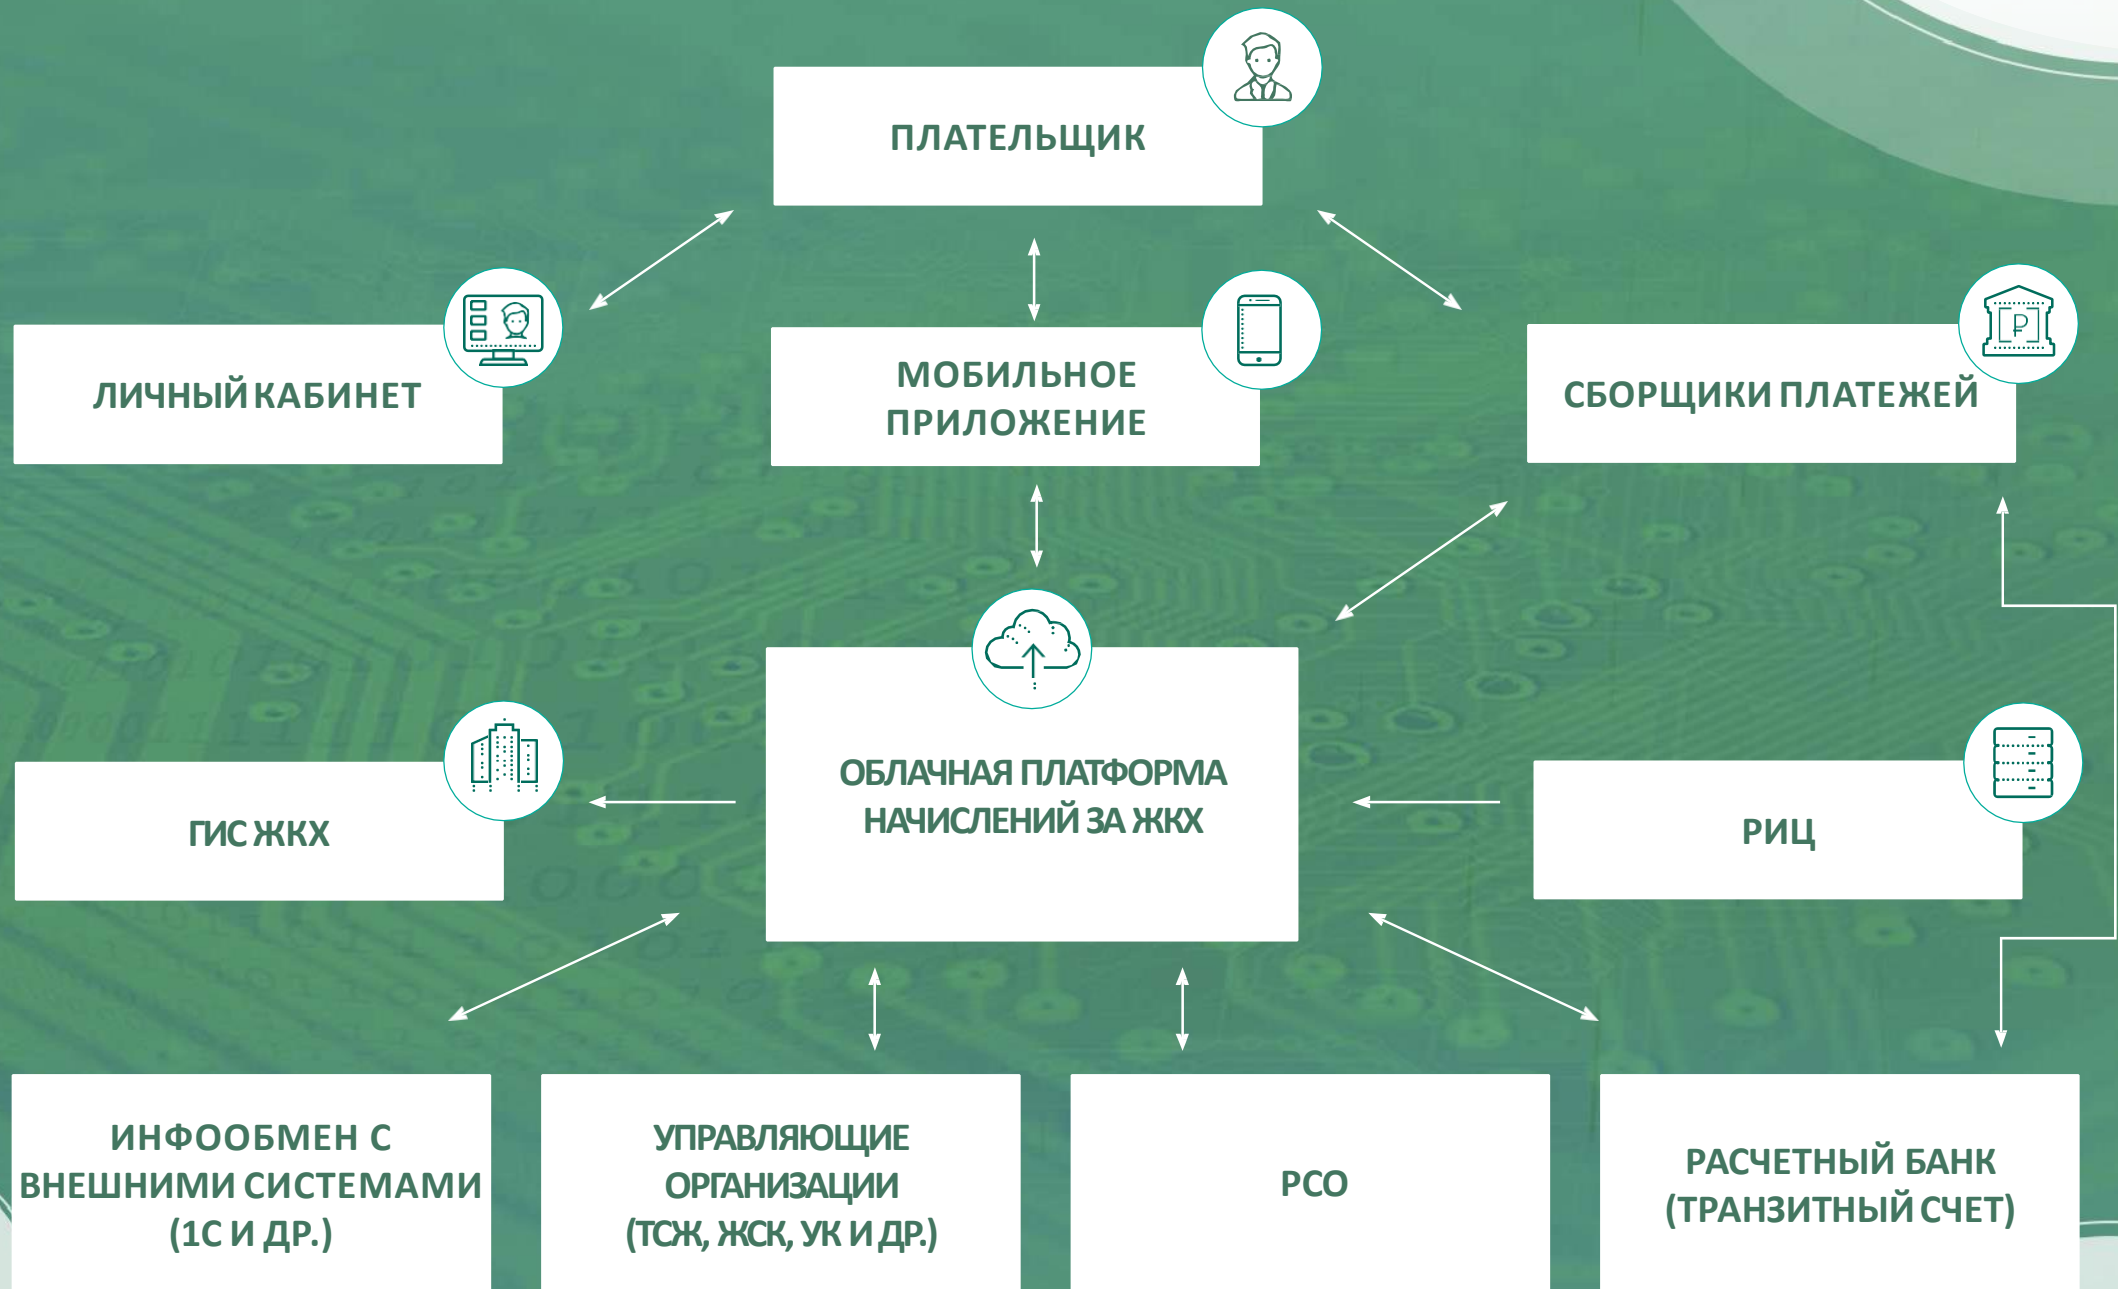 ПЛАТЕЛЬЩИК
ЛИЧНЫЙ КАБИНЕТ
МОБИЛЬНОЕ
ПРИЛОЖЕНИЕ
СБОРЩИКИ ПЛАТЕЖЕЙ
ОБЛАЧНАЯ ПЛАТФОРМА
НАЧИСЛЕНИЙ ЗА ЖКХ
ГИС ЖКХ
РИЦ
ИНФООБМЕН С
ВНЕШНИМИ СИСТЕМАМИ
(1С И ДР.)
УПРАВЛЯЮЩИЕ
ОРГАНИЗАЦИИ
(ТСЖ, ЖСК, УК И ДР.)
РСО
РАСЧЕТНЫЙ БАНК
(ТРАНЗИТНЫЙ СЧЕТ)